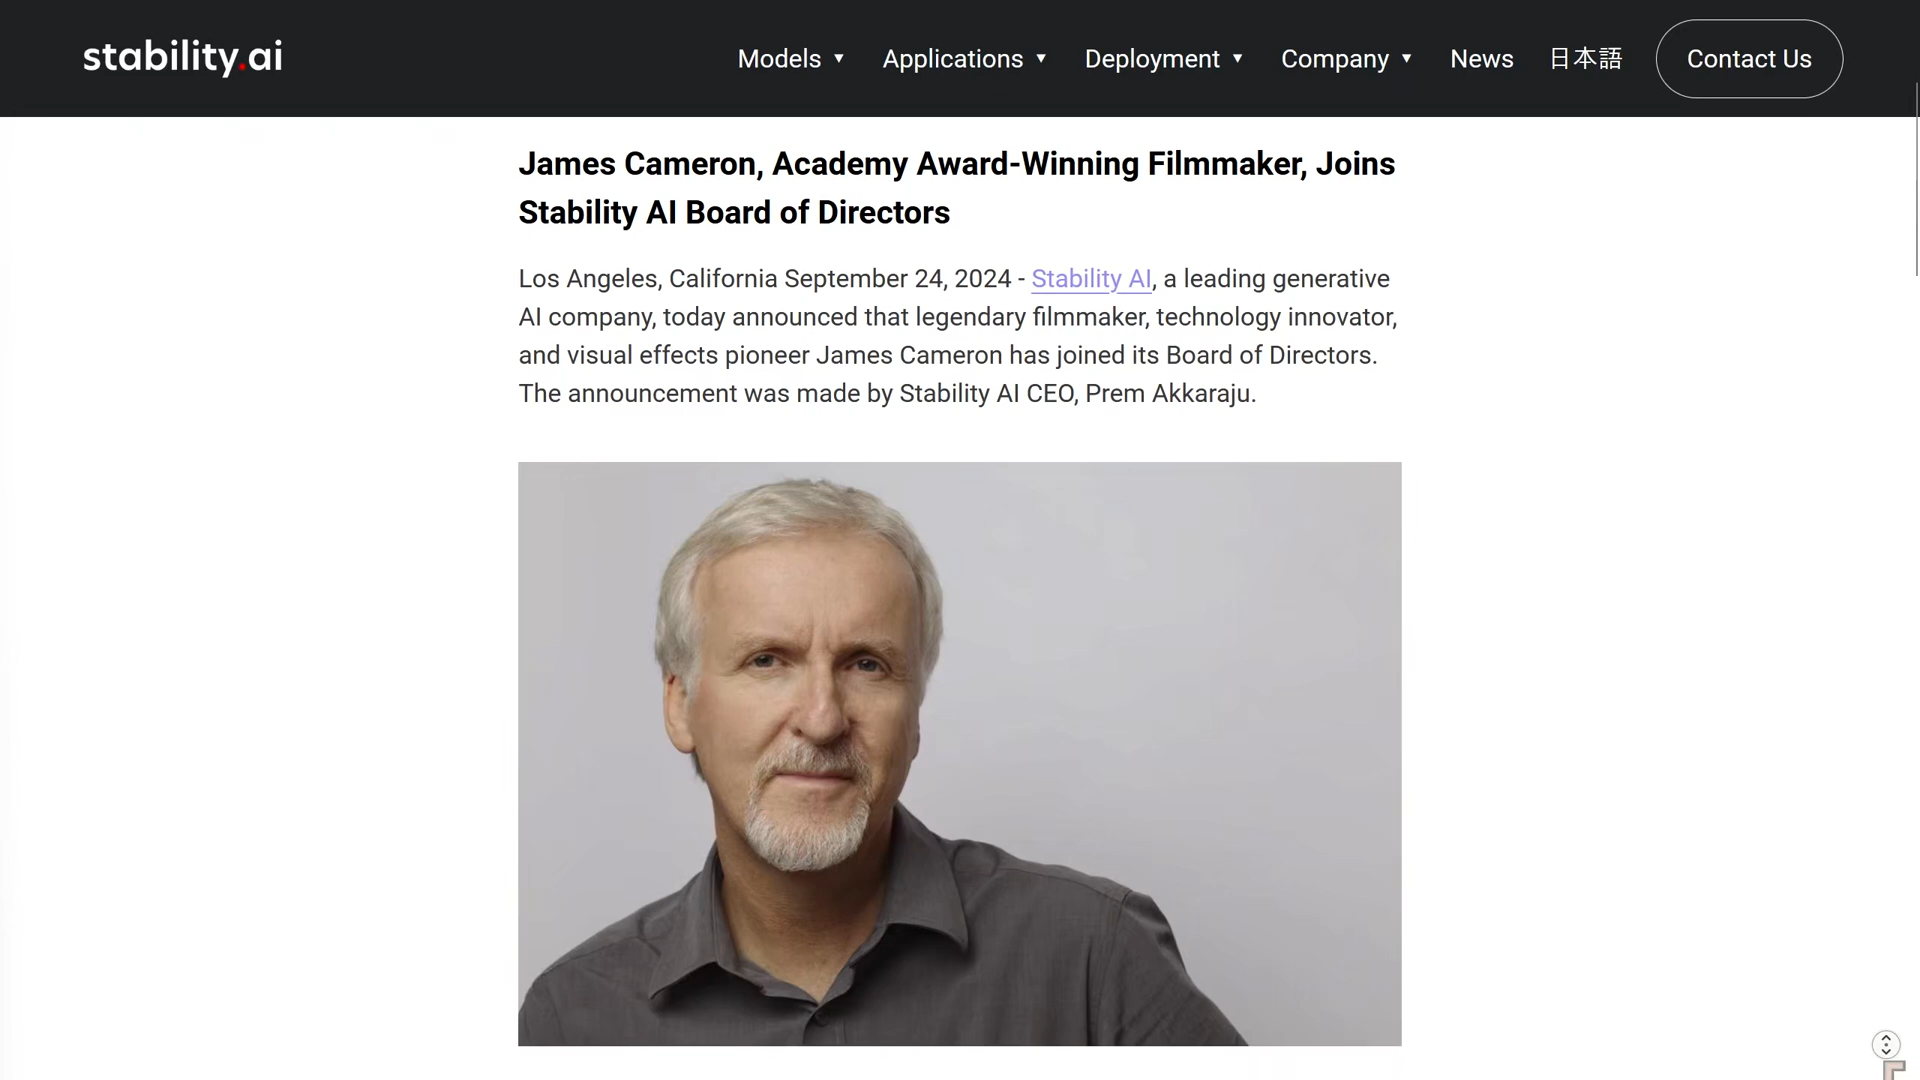 stability.ai
Models ▼ Applications ▼ Deployment ▼ Company ▼ News 日本語 Contact Us
James Cameron, Academy Award-Winning Filmmaker, Joins
Stability AI Board of Directors
Los Angeles, California September 24, 2024 - Stability AI, a leading generative
AI company, today announced that legendary filmmaker, technology innovator,
and visual effects pioneer James Cameron has joined its Board of Directors.
The announcement was made by Stability AI CEO, Prem Akkaraju.